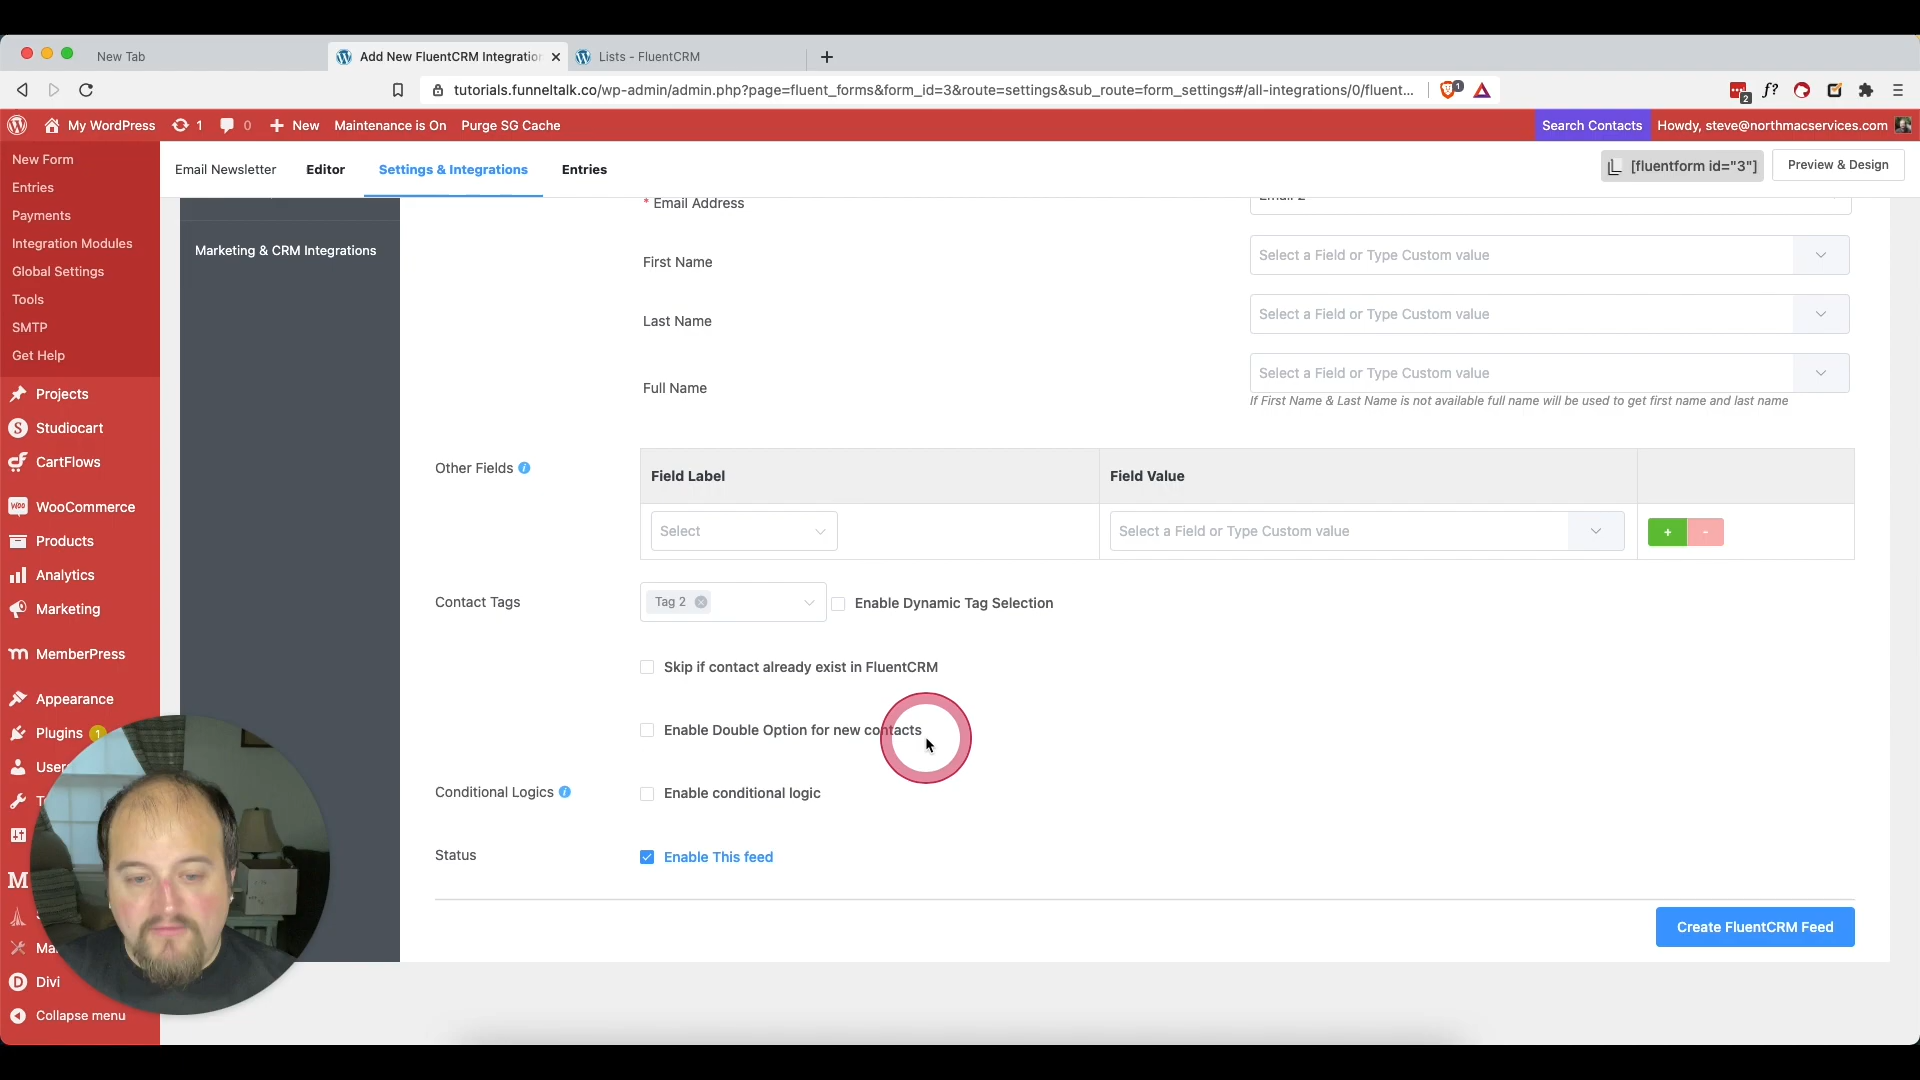 New Tab
Add New FluentCRM Integration
Lists - FluentCRM
tutorials.funneltalk.co/wp-admin/admin.php?page=fluent_forms&form_id=3&route=settings&sub_route=form_settings#/all-integrations/0/fluent...
1
2
My WordPress
1
0
New
Maintenance is On
Purge SG Cache
Search Contacts
Howdy, steve@northmacservices.com
New Form
Entries
Payments
Integration Modules
Global Settings
Tools
SMTP
Get Help
Projects
Studiocart
CartFlows
WooCommerce
Products
Analytics
Marketing
MemberPress
Appearance
Plugins 1
Divi
Collapse menu
Email Newsletter
Editor
Settings & Integrations
Entries
[fluentform id="3"]
Preview & Design
Marketing & CRM Integrations
* Email Address
First Name
Select a Field or Type Custom value
Last Name
Select a Field or Type Custom value
Full Name
Select a Field or Type Custom value
If First Name & Last Name is not available full name will be used to get first name and last name
Other Fields
Field Label
Field Value
Select
Select a Field or Type Custom value
+
-
Contact Tags
Tag 2
Enable Dynamic Tag Selection
Skip if contact already exist in FluentCRM
Enable Double Option for new contacts
Conditional Logics
Enable conditional logic
Status
Enable This feed
Create FluentCRM Feed